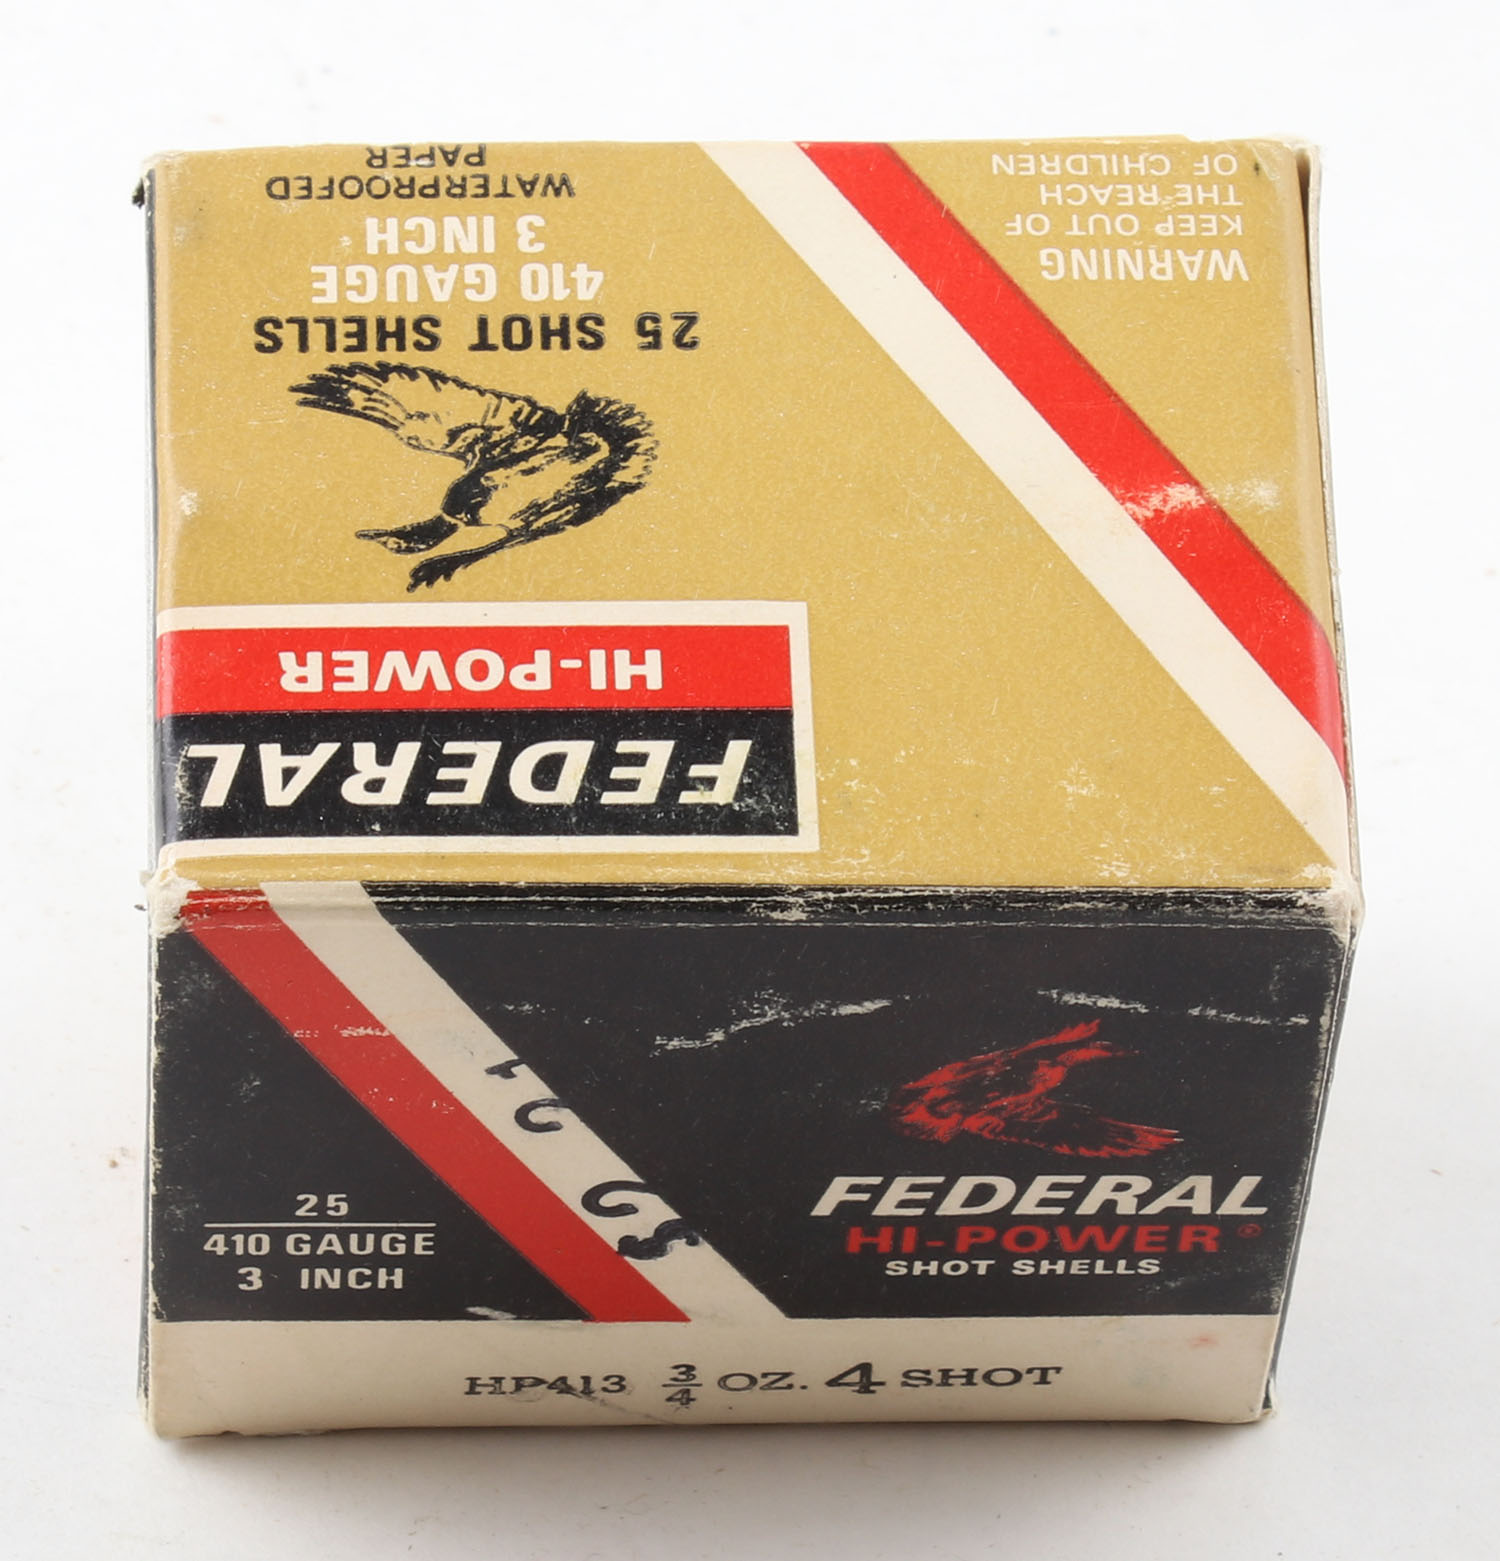 FEDERAL
HI-POWER
25 SHOT SHELLS
410 GAUGE
3 INCH
WATERPROOFED
PAPER
WARNING
KEEP OUT OF
THE REACH
OF CHILDREN
25
410 GAUGE
3 INCH
FEDERAL
HI-POWER®
SHOT SHELLS
HP413 3/4 OZ. 4 SHOT